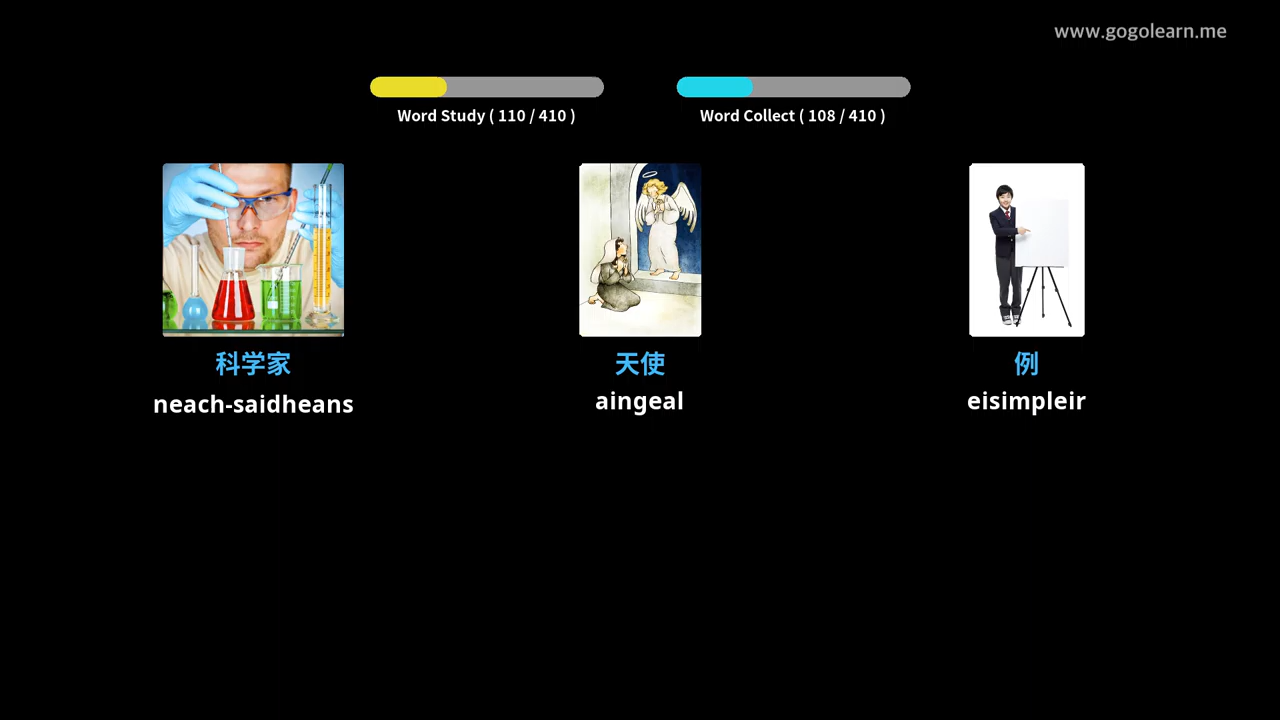 www.gogolearn.me
Word Study ( 110 / 410 )
Word Collect ( 108 / 410 )
科学家
天使
例
neach-saidheans
aingeal
eisimpleir